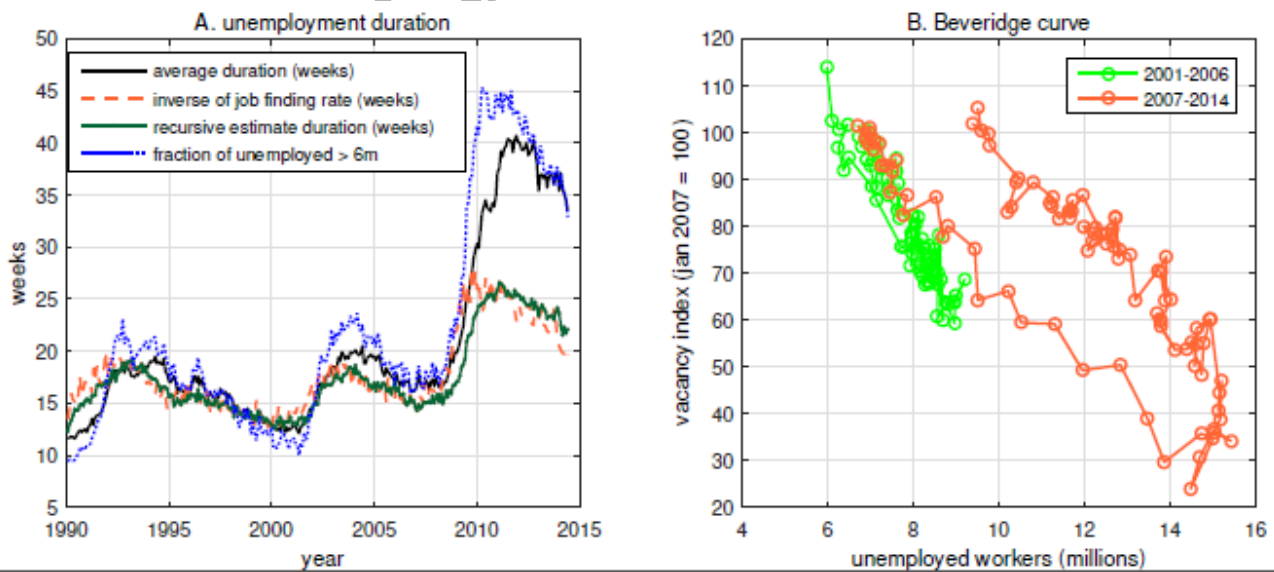 A. unemployment duration
50
45
40
35
30
25
20
15
10
5
weeks
average duration (weeks)
inverse of job finding rate (weeks)
recursive estimate duration (weeks)
fraction of unemployed > 6m
1990 1995 2000 2005 2010 2015
year
B. Beveridge curve
120
110
100
90
80
70
60
50
40
30
20
vacancy index (jan 2007 = 100)
2001-2006
2007-2014
4 6 8 10 12 14 16
unemployed workers (millions)